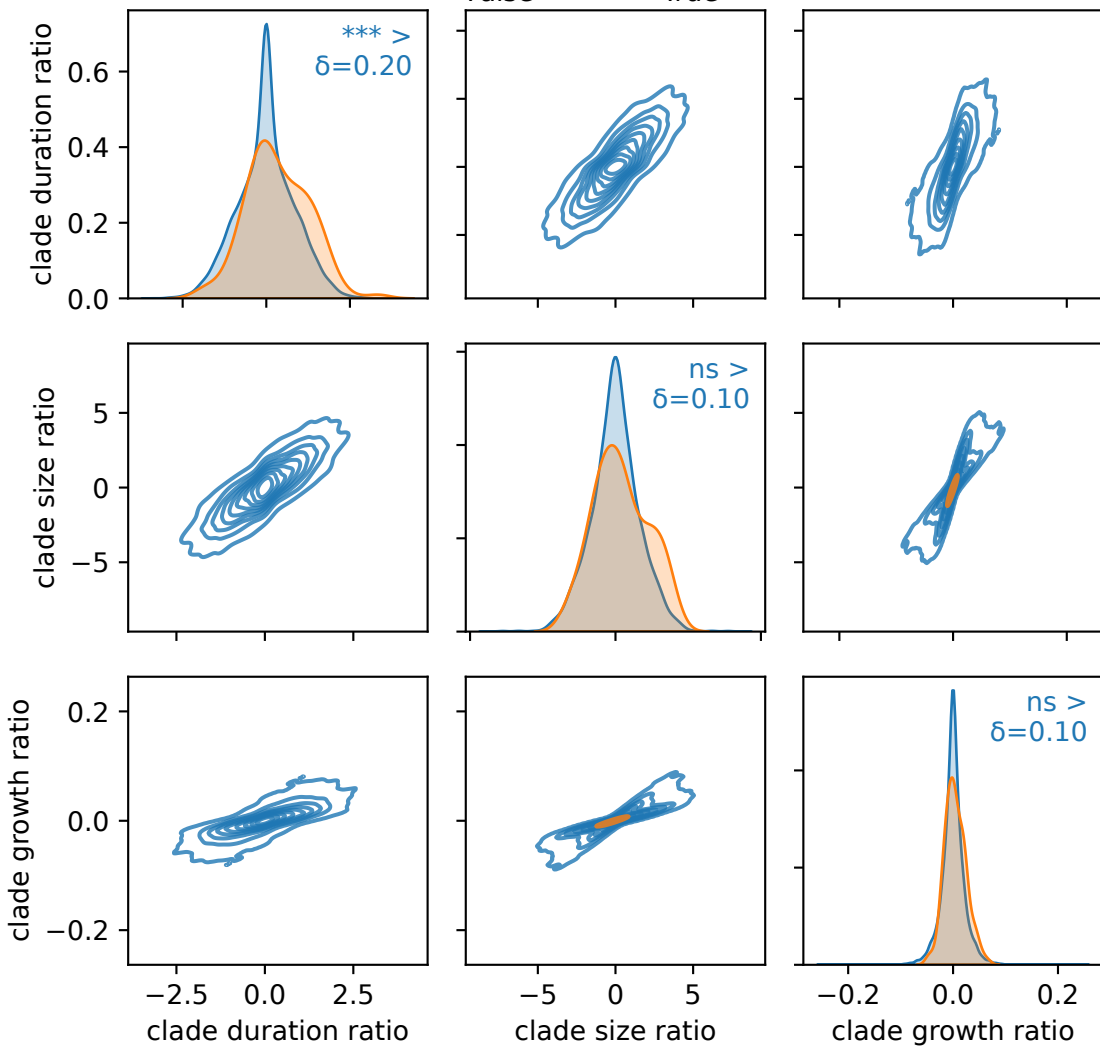 False True
clade duration ratio
0.6
0.4
0.2
0.0
*** >
δ=0.20
clade size ratio
5
0
−5
ns >
δ=0.10
clade growth ratio
0.2
0.0
−0.2
ns >
δ=0.10
−2.5 0.0 2.5
−5 0 5
−0.2 0.0 0.2
clade duration ratio
clade size ratio
clade growth ratio